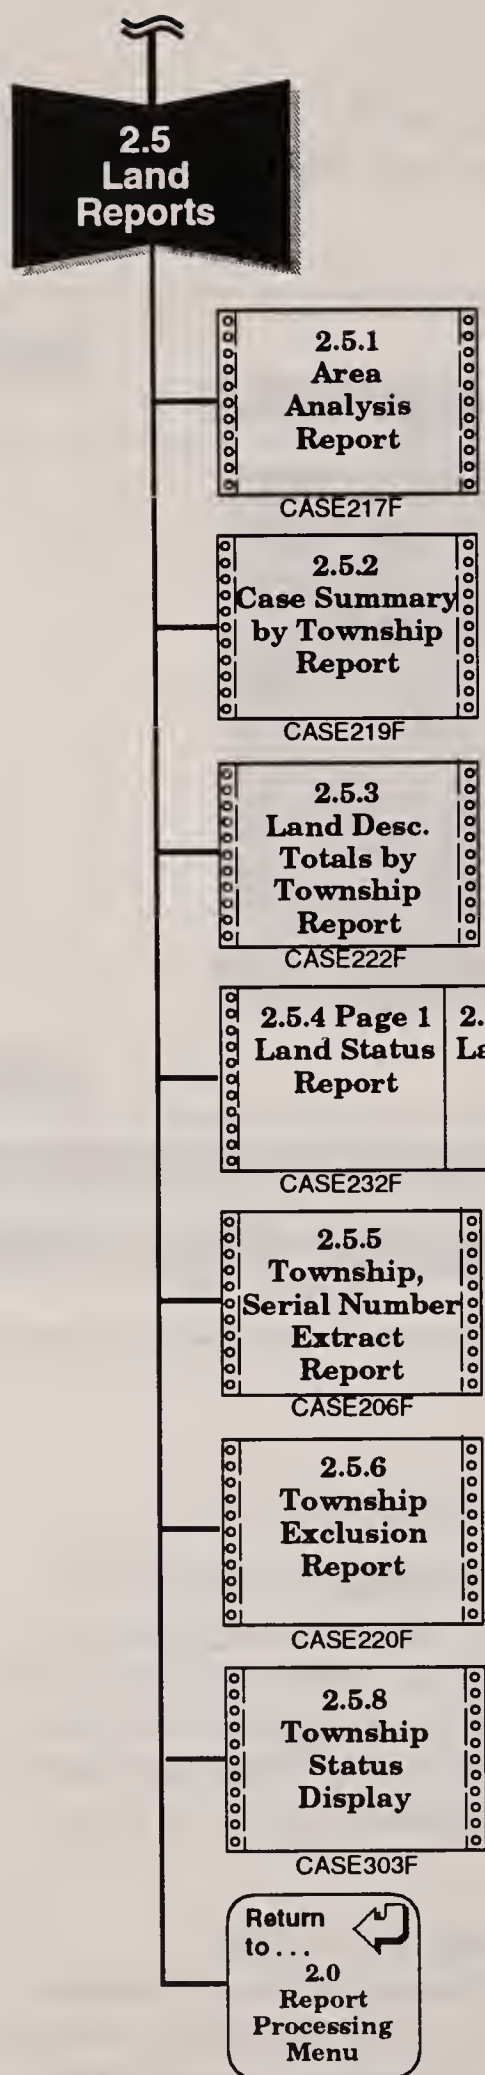 2.5
Land
Reports
2.5.1
Area
Analysis
Report
CASE217F
2.5.2
Case Summary
by Township
Report
CASE219F
2.5.3
Land Desc.
Totals by
Township
Report
CASE222F
2.5.4 Page 1
Land Status
Report
2.
La
CASE232F
2.5.5
Township,
Serial Number
Extract
Report
CASE206F
2.5.6
Township
Exclusion
Report
CASE220F
2.5.8
Township
Status
Display
CASE303F
Return
to . . .
2.0
Report
Processing
Menu